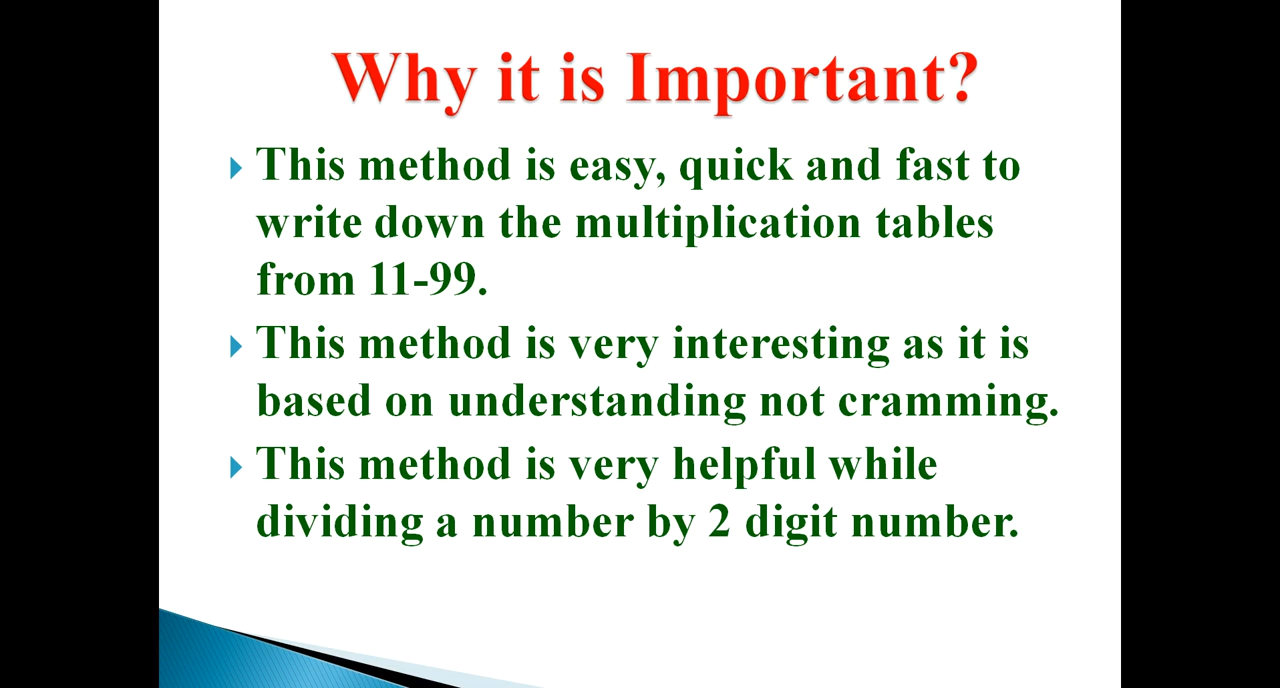 Why it is Important?
This method is easy, quick and fast to
write down the multiplication tables
from 11-99.
This method is very interesting as it is
based on understanding not cramming.
This method is very helpful while
dividing a number by 2 digit number.